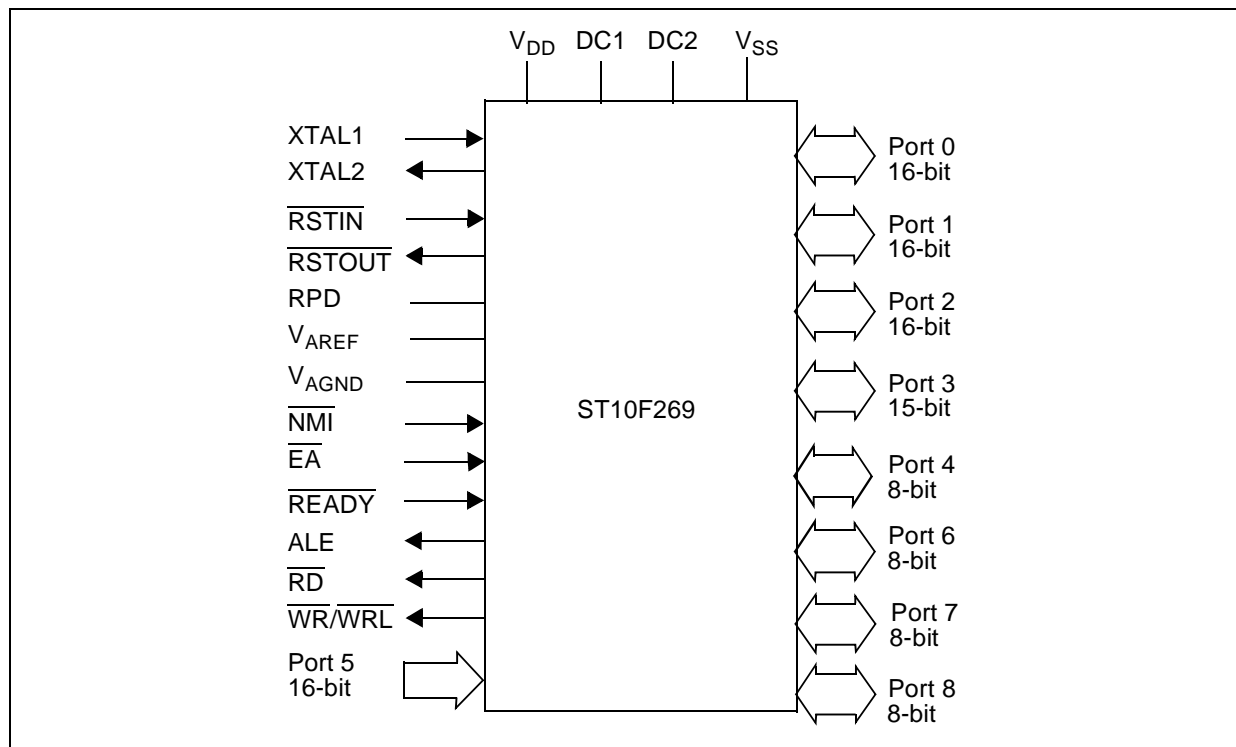 VDD DC1 DC2 VSS
XTAL1
XTAL2
RSTIN
RSTOUT
RPD
VAREF
VAGND
NMI
EA
READY
ALE
RD
WR/WRL
Port 5
16-bit
ST10F269
Port 0
16-bit
Port 1
16-bit
Port 2
16-bit
Port 3
15-bit
Port 4
8-bit
Port 6
8-bit
Port 7
8-bit
Port 8
8-bit